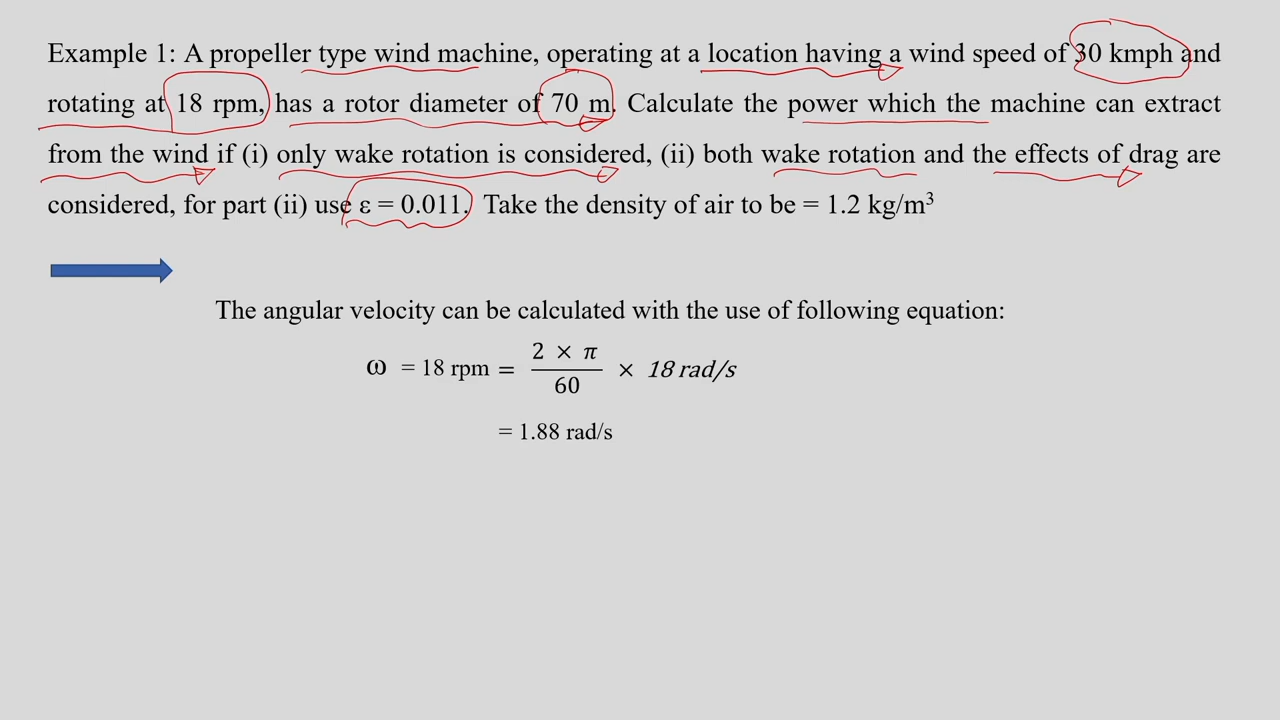 Example 1: A propeller type wind machine, operating at a location having a wind speed of 30 kmph and
rotating at 18 rpm, has a rotor diameter of 70 m. Calculate the power which the machine can extract
from the wind if (i) only wake rotation is considered, (ii) both wake rotation and the effects of drag are
considered, for part (ii) use ε = 0.011. Take the density of air to be = 1.2 kg/m³
The angular velocity can be calculated with the use of following equation:
ω = 18 rpm = (2 × π)/60 × 18 rad/s
= 1.88 rad/s